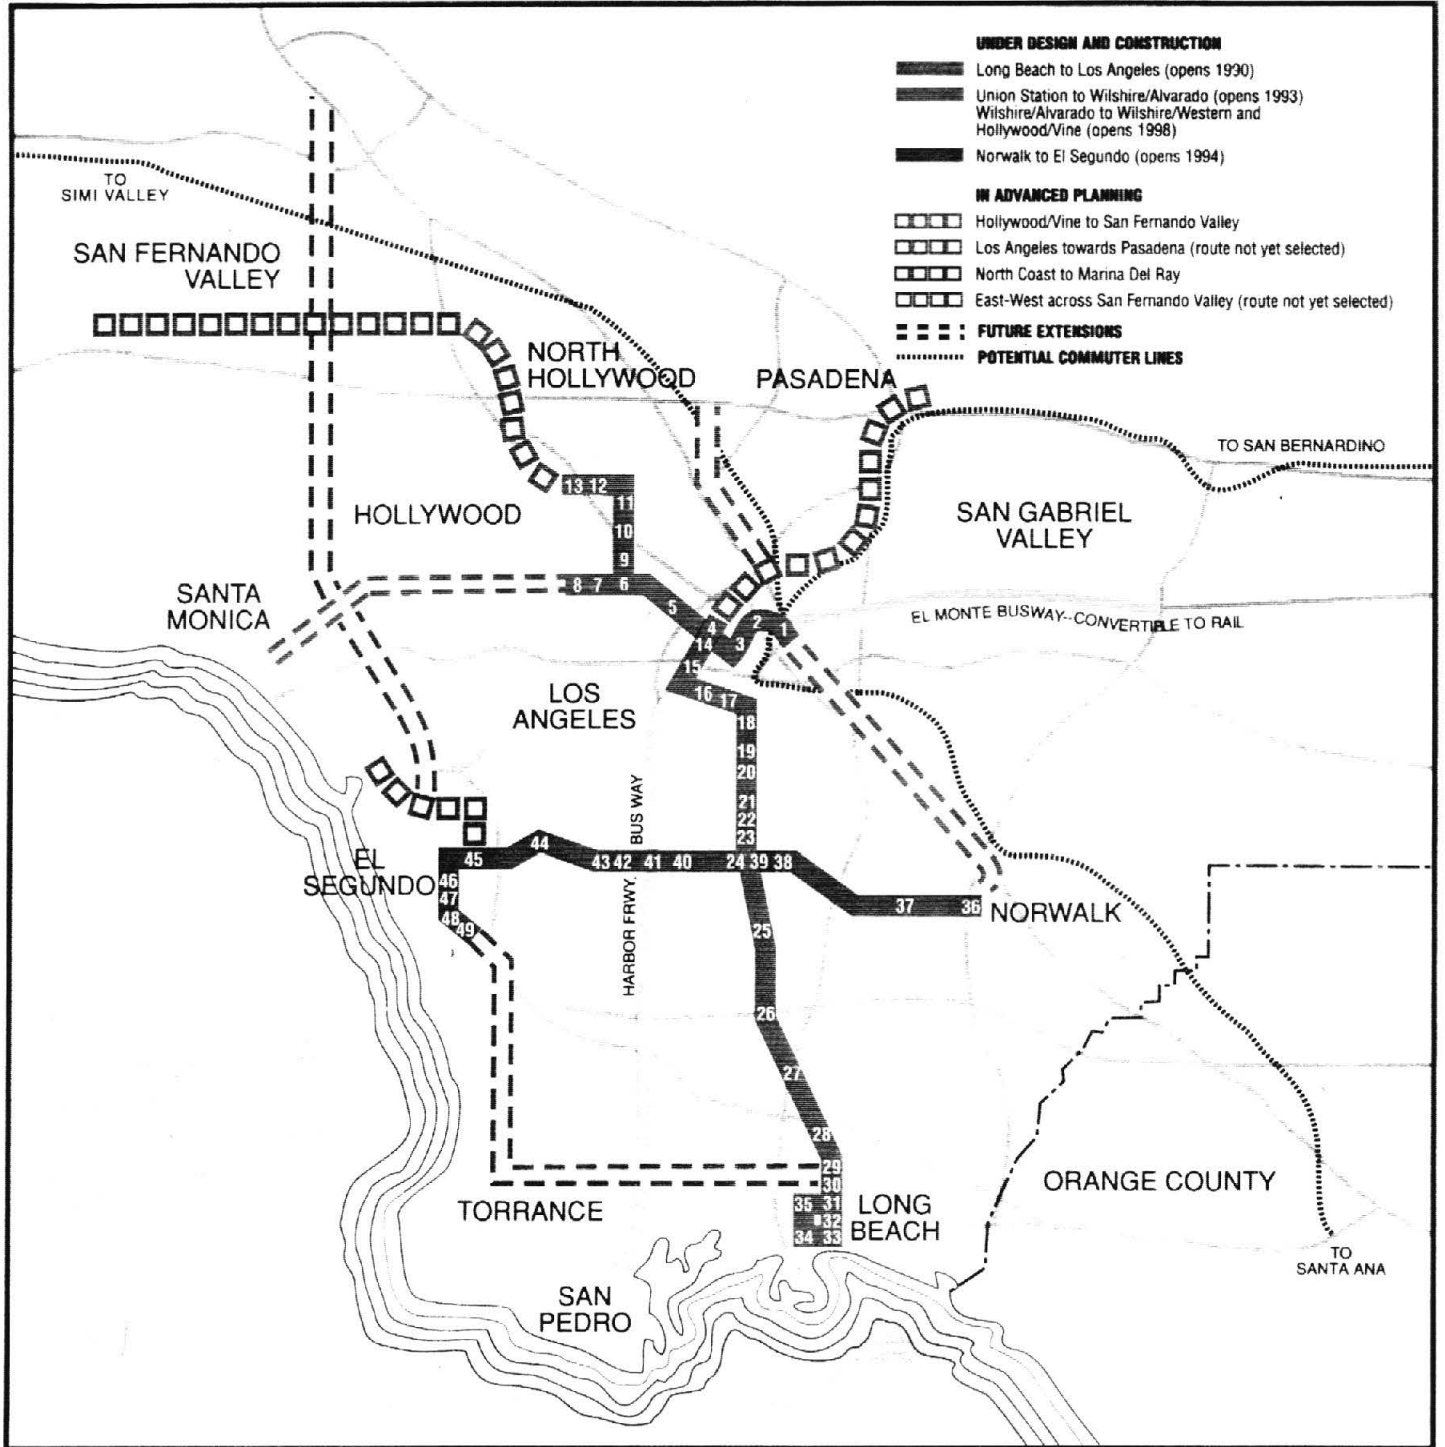 UNDER DESIGN AND CONSTRUCTION
Long Beach to Los Angeles (opens 1990)
Union Station to Wilshire/Alvarado (opens 1993)
Wilshire/Alvarado to Wilshire/Western and
Hollywood/Vine (opens 1998)
Norwalk to El Segundo (opens 1994)
IN ADVANCED PLANNING
Hollywood/Vine to San Fernando Valley
Los Angeles towards Pasadena (route not yet selected)
North Coast to Marina Del Ray
East-West across San Fernando Valley (route not yet selected)
FUTURE EXTENSIONS
POTENTIAL COMMUTER LINES
TO
SIMI VALLEY
SAN FERNANDO
VALLEY
NORTH
HOLLYWOOD
PASADENA
TO SAN BERNARDINO
13 12
11
HOLLYWOOD
10
SAN GABRIEL
VALLEY
9
8 7 6
SANTA
MONICA
5
EL MONTE BUSWAY--CONVERTIBLE TO RAIL
4
2
1
14
3
15
16
17
LOS
ANGELES
18
19
20
21
22
23
HARBOR FRWY. BUS WAY
44
EL
SEGUNDO
45
43 42 41 40 24 39 38
46
47
48
49
37 36
NORWALK
25
26
27
28
29
30
35 31
32
34 33
TORRANCE
LONG
BEACH
ORANGE COUNTY
TO
SANTA ANA
SAN
PEDRO